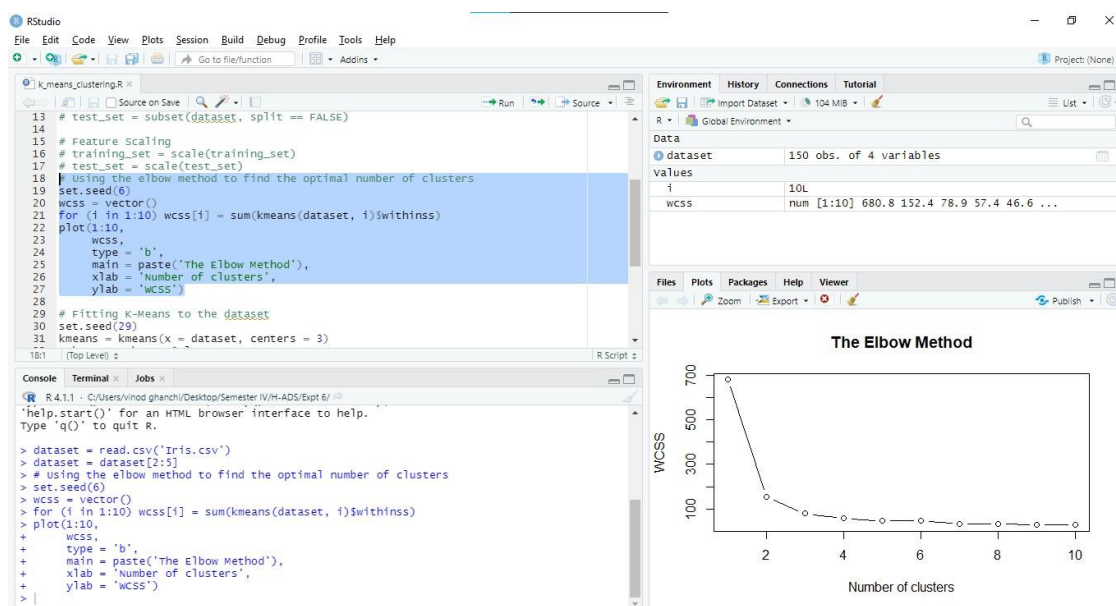 RStudio
File Edit Code View Plots Session Build Debug Profile Tools Help
Go to file/function Addins
Project: (None)
k_means_clustering.R
Source on Save Run Source
13 # test_set = subset(dataset, split == FALSE)
14
15 # Feature Scaling
16 # training_set = scale(training_set)
17 # test_set = scale(test_set)
18 # Using the elbow method to find the optimal number of clusters
19 set.seed(6)
20 wcss = vector()
21 for (i in 1:10) wcss[i] = sum(kmeans(dataset, i)$withinss)
22 plot(1:10,
23 wcss,
24 type = 'b',
25 main = paste('The Elbow Method'),
26 xlab = 'Number of clusters',
27 ylab = 'WCSS')
28
29 # Fitting K-Means to the dataset
30 set.seed(29)
31 kmeans = kmeans(x = dataset, centers = 3)
18:1 (Top Level) R Script
Console Terminal Jobs
R 4.1.1 · C:/Users/vinod ghanchi/Desktop/Semester IV/H-ADS/Expt 6/
'help.start()' for an HTML browser interface to help.
Type 'q()' to quit R.
> dataset = read.csv('Iris.csv')
> dataset = dataset[2:5]
> # Using the elbow method to find the optimal number of clusters
> set.seed(6)
> wcss = vector()
> for (i in 1:10) wcss[i] = sum(kmeans(dataset, i)$withinss)
> plot(1:10,
+ wcss,
+ type = 'b',
+ main = paste('The Elbow Method'),
+ xlab = 'Number of clusters',
+ ylab = 'WCSS')
>
Environment History Connections Tutorial
Import Dataset 104 MiB List
R Global Environment
Data
dataset 150 obs. of 4 variables
Values
i 10L
wcss num [1:10] 680.8 152.4 78.9 57.4 46.6 ...
Files Plots Packages Help Viewer
Zoom Export Publish
The Elbow Method
WCSS
700
500
300
100
2 4 6 8 10
Number of clusters